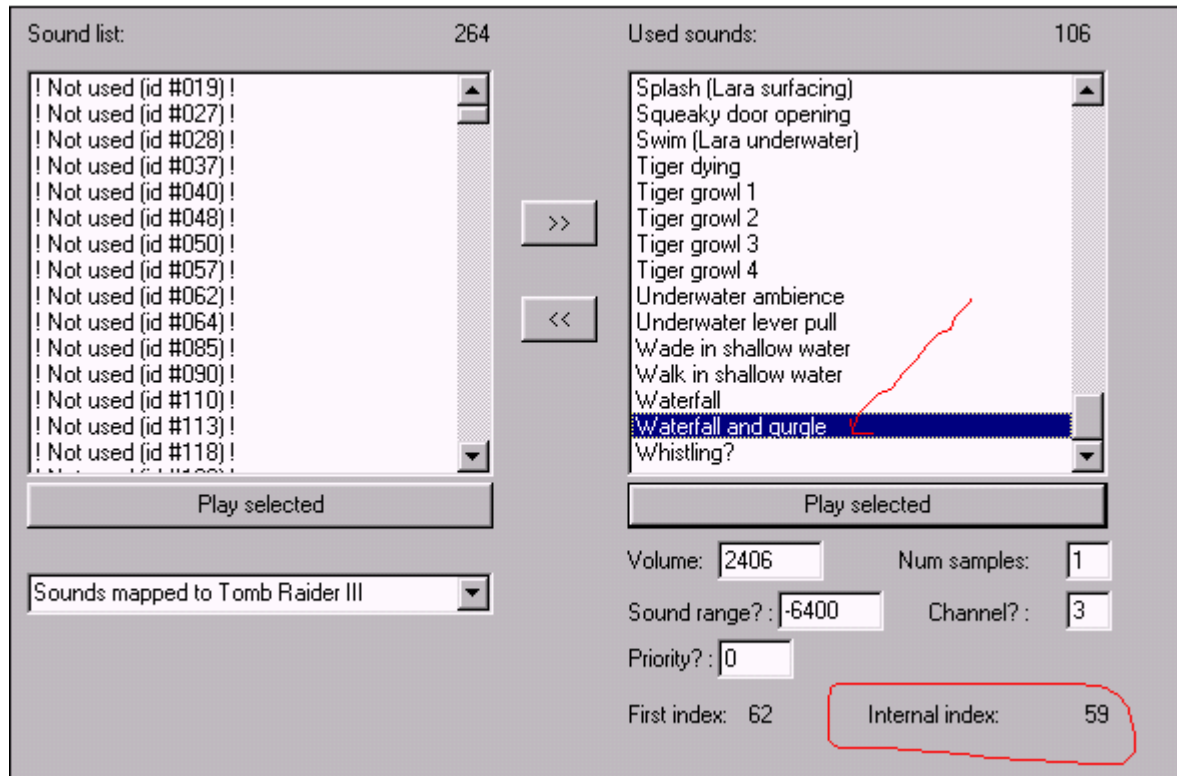 Sound list: 264
! Not used (id #019) !
! Not used (id #027) !
! Not used (id #028) !
! Not used (id #037) !
! Not used (id #040) !
! Not used (id #048) !
! Not used (id #050) !
! Not used (id #057) !
! Not used (id #062) !
! Not used (id #064) !
! Not used (id #085) !
! Not used (id #090) !
! Not used (id #110) !
! Not used (id #113) !
! Not used (id #118) !
Play selected
Sounds mapped to Tomb Raider III
>>
<<
Used sounds: 106
Splash (Lara surfacing)
Squeaky door opening
Swim (Lara underwater)
Tiger dying
Tiger growl 1
Tiger growl 2
Tiger growl 3
Tiger growl 4
Underwater ambience
Underwater lever pull
Wade in shallow water
Walk in shallow water
Waterfall
Waterfall and gurgle
Whistling?
Play selected
Volume: 2406 Num samples: 1
Sound range? : -6400 Channel? : 3
Priority? : 0
First index: 62 Internal index: 59